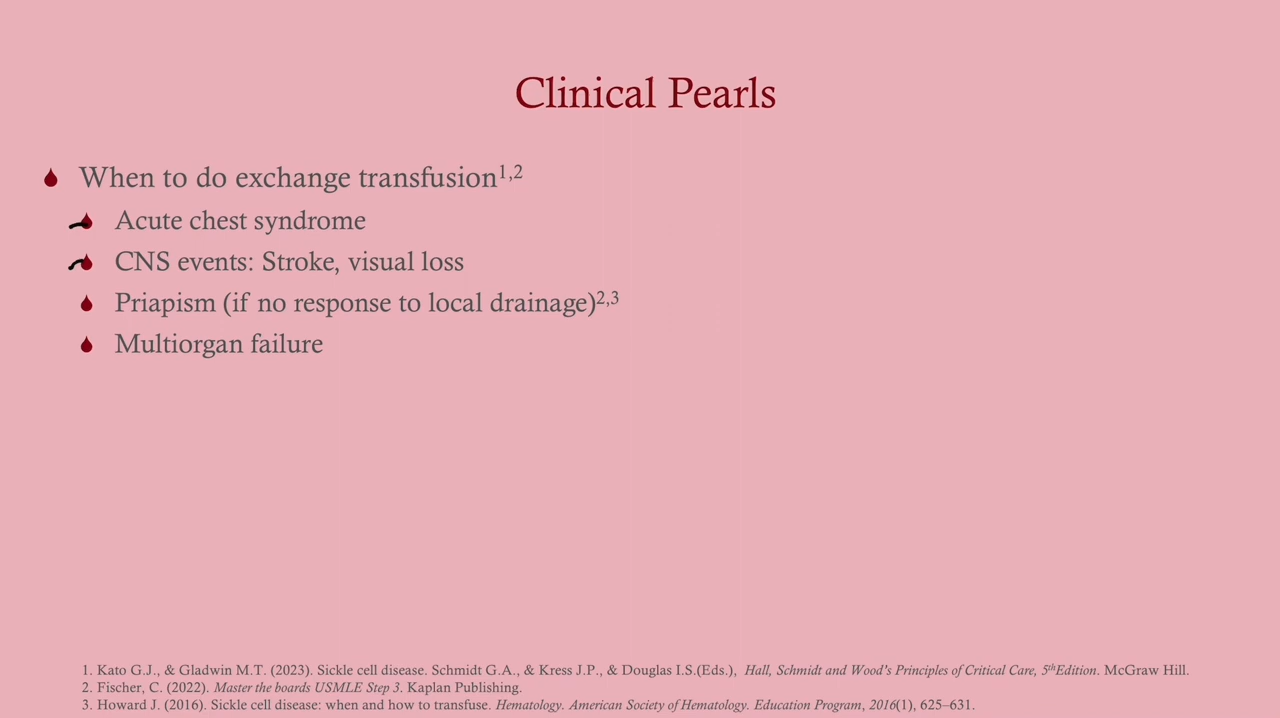 Clinical Pearls
When to do exchange transfusion1,2
Acute chest syndrome
CNS events: Stroke, visual loss
Priapism (if no response to local drainage)2,3
Multiorgan failure
1. Kato G.J., & Gladwin M.T. (2023). Sickle cell disease. Schmidt G.A., & Kress J.P., & Douglas I.S.(Eds.), Hall, Schmidt and Wood's Principles of Critical Care, 5thEdition. McGraw Hill.
2. Fischer, C. (2022). Master the boards USMLE Step 3. Kaplan Publishing.
3. Howard J. (2016). Sickle cell disease: when and how to transfuse. Hematology. American Society of Hematology. Education Program, 2016(1), 625–631.